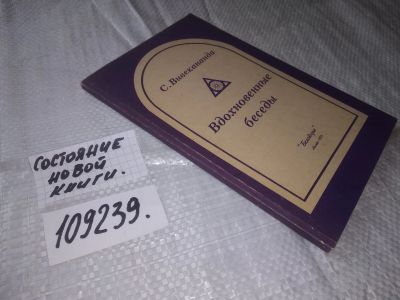 С. Вивекананда
Вдохновенные
беседы
СОСТОЯНИЕ
НОВОЙ
КНИГИ.
109239.